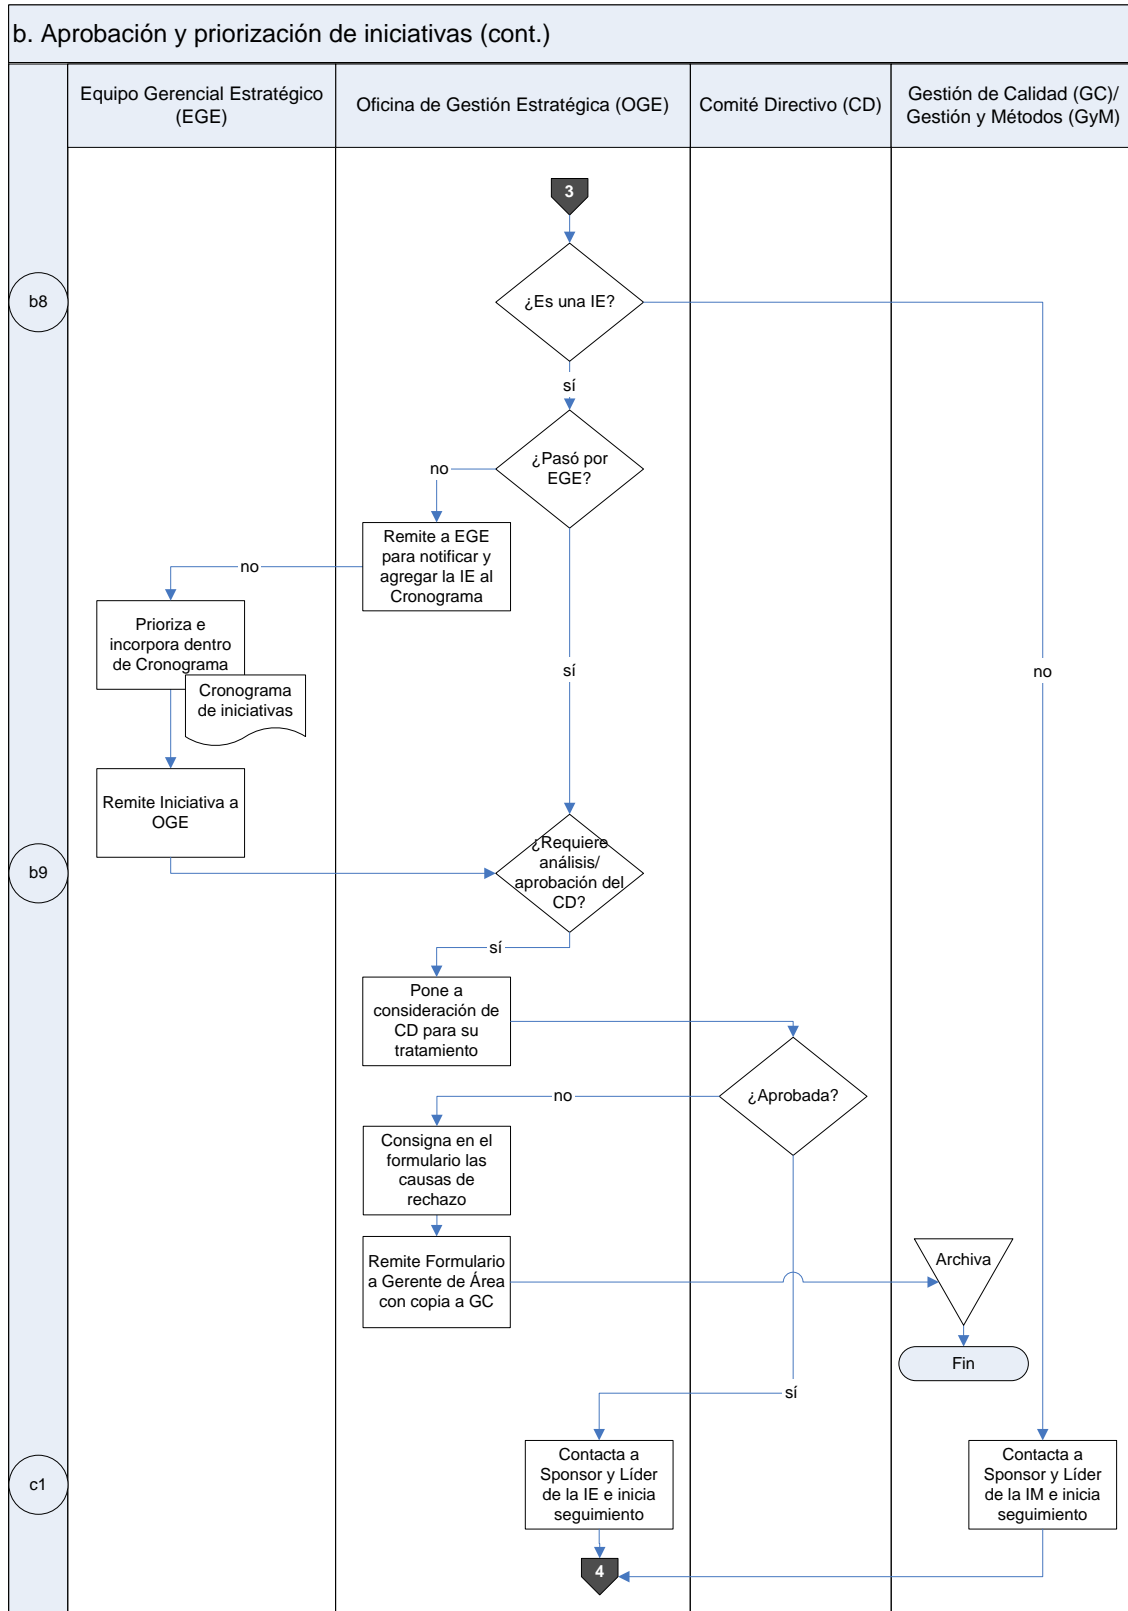 b. Aprobación y priorización de iniciativas (cont.)
Equipo Gerencial Estratégico
(EGE)
Oficina de Gestión Estratégica (OGE)
Comité Directivo (CD)
Gestión de Calidad (GC)/
Gestión y Métodos (GyM)
3
b8
¿Es una IE?
sí
¿Pasó por
EGE?
no
Remite a EGE
para notificar y
agregar la IE al
Cronograma
no
Prioriza e
incorpora dentro
de Cronograma
Cronograma
de iniciativas
sí
no
Remite Iniciativa a
OGE
b9
¿Requiere
análisis/
aprobación del
CD?
sí
Pone a
consideración de
CD para su
tratamiento
¿Aprobada?
no
Consigna en el
formulario las
causas de
rechazo
Remite Formulario
a Gerente de Área
con copia a GC
Archiva
Fin
sí
c1
Contacta a
Sponsor y Líder
de la IE e inicia
seguimiento
Contacta a
Sponsor y Líder
de la IM e inicia
seguimiento
4